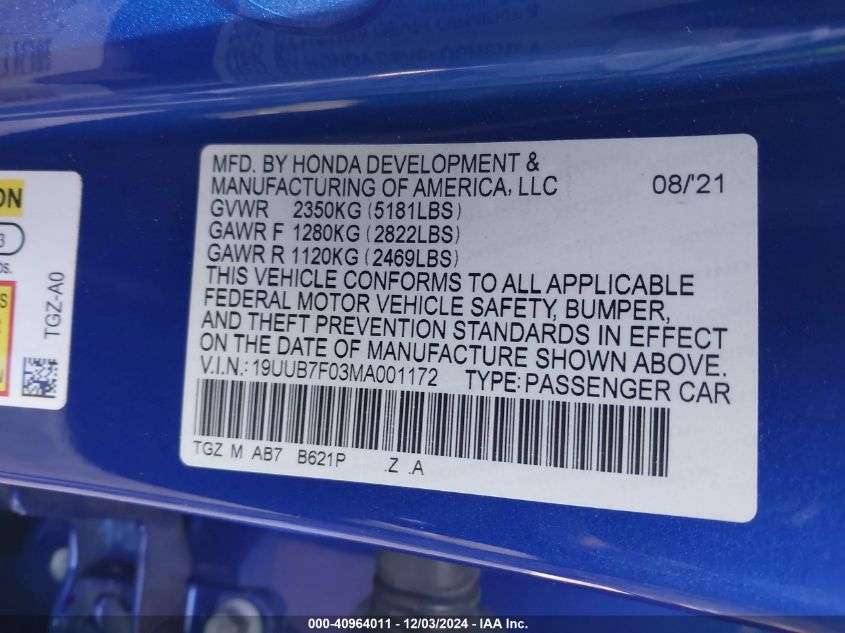 MFD. BY HONDA DEVELOPMENT &
MANUFACTURING OF AMERICA, LLC 08/'21
GVWR 2350KG (5181LBS)
GAWR F 1280KG (2822LBS)
GAWR R 1120KG (2469LBS)
THIS VEHICLE CONFORMS TO ALL APPLICABLE
FEDERAL MOTOR VEHICLE SAFETY, BUMPER,
AND THEFT PREVENTION STANDARDS IN EFFECT
ON THE DATE OF MANUFACTURE SHOWN ABOVE.
V.I.N.: 19UUB7F03MA001172 TYPE: PASSENGER CAR
TGZ M AB7 B621P .Z .A
ON
3
OS.
S
TGZ-A0
000-40964011 - 12/03/2024 - IAAI Inc.